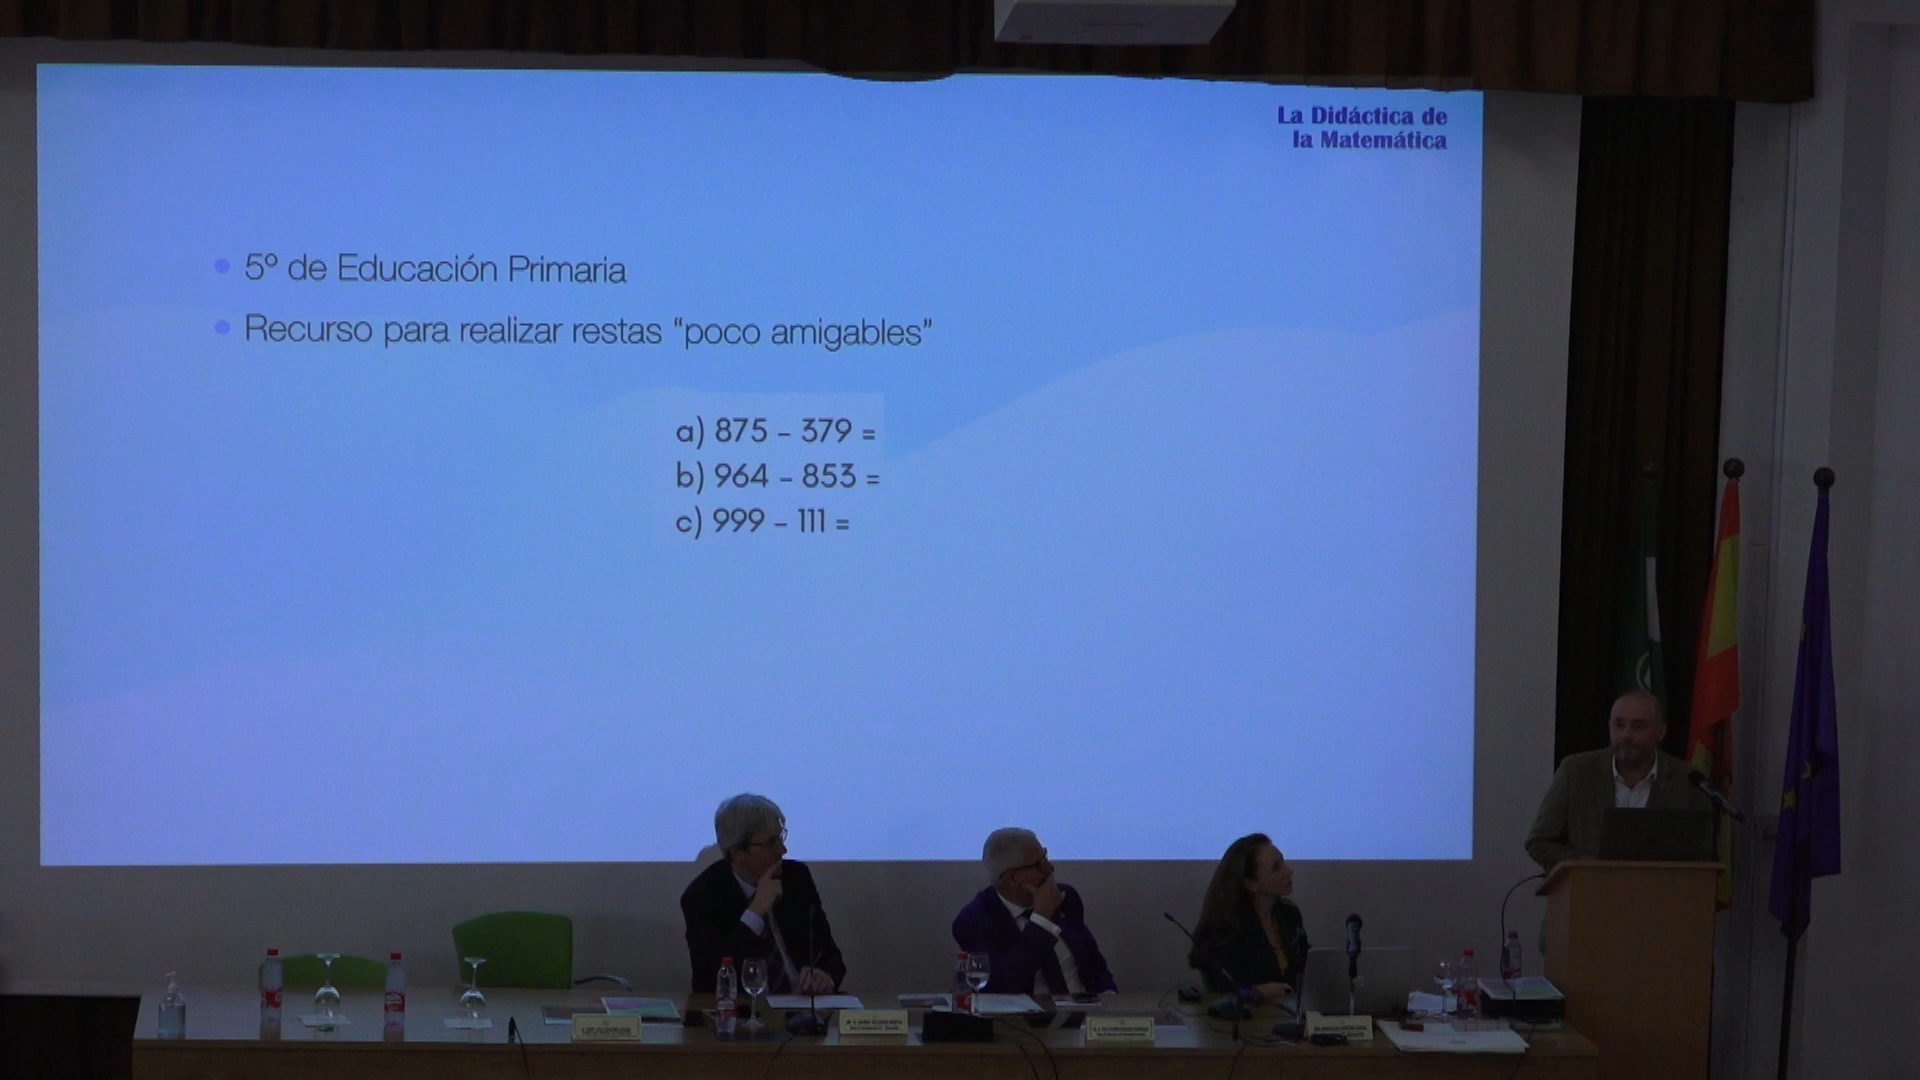 La Didáctica de
la Matemática
5º de Educación Primaria
Recurso para realizar restas “poco amigables”
a) 875 – 379 =
b) 964 – 853 =
c) 999 – 111 =